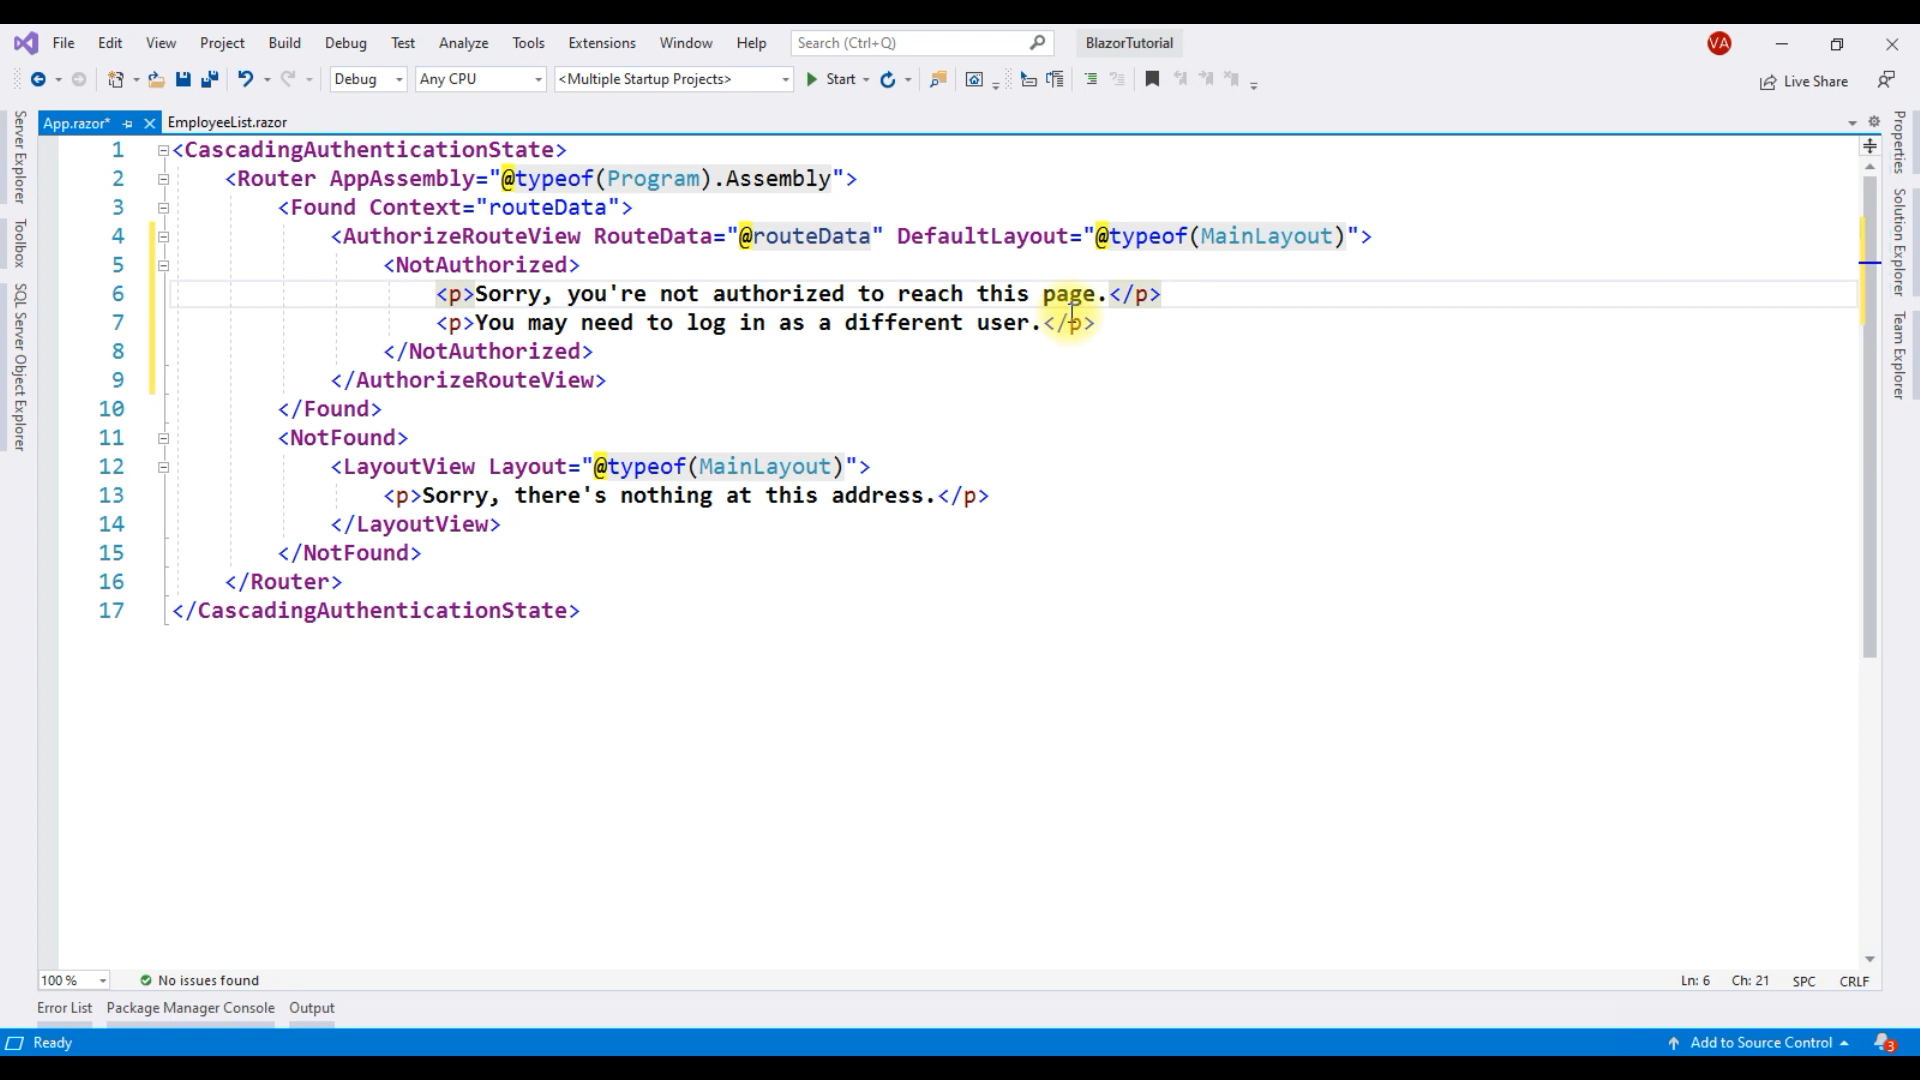 File Edit View Project Build Debug Test Analyze Tools Extensions Window Help Search (Ctrl+Q) BlazorTutorial VA
Debug Any CPU <Multiple Startup Projects> Start Live Share
App.razor* EmployeeList.razor
Server Explorer
Toolbox
SQL Server Object Explorer
1 <CascadingAuthenticationState>
2 <Router AppAssembly="@typeof(Program).Assembly">
3 <Found Context="routeData">
4 <AuthorizeRouteView RouteData="@routeData" DefaultLayout="@typeof(MainLayout)">
5 <NotAuthorized>
6 <p>Sorry, you're not authorized to reach this page.</p>
7 <p>You may need to log in as a different user.</p>
8 </NotAuthorized>
9 </AuthorizeRouteView>
10 </Found>
11 <NotFound>
12 <LayoutView Layout="@typeof(MainLayout)">
13 <p>Sorry, there's nothing at this address.</p>
14 </LayoutView>
15 </NotFound>
16 </Router>
17 </CascadingAuthenticationState>
Properties
Solution Explorer
Team Explorer
100 % No issues found Ln: 6 Ch: 21 SPC CRLF
Error List Package Manager Console Output
Ready Add to Source Control 3